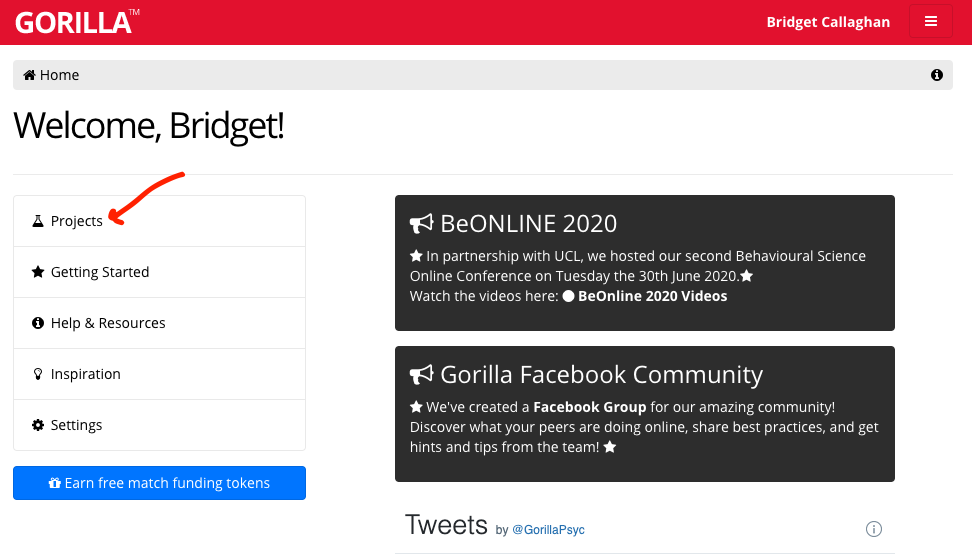 GORILLA™
Bridget Callaghan
Home
Welcome, Bridget!
Projects
Getting Started
Help & Resources
Inspiration
Settings
Earn free match funding tokens
BeONLINE 2020
In partnership with UCL, we hosted our second Behavioural Science
Online Conference on Tuesday the 30th June 2020.
Watch the videos here: BeOnline 2020 Videos
Gorilla Facebook Community
We've created a Facebook Group for our amazing community!
Discover what your peers are doing online, share best practices, and get
hints and tips from the team!
Tweets by @GorillaPsyc